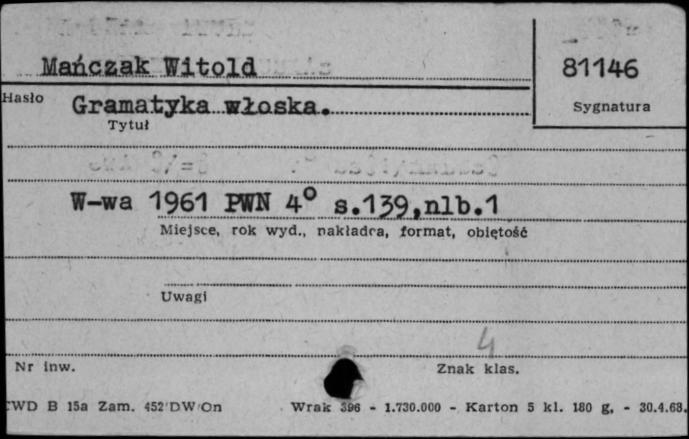 Mańczak Witold
81146
Hasło
Gramatyka włoska.
Sygnatura
Tytuł
W-wa 1961 PWN 4° s.139,nlb.1
Miejsce, rok wyd., nakładca, format, objętość
Uwagi
4
Nr inw.
Znak klas.
CWD B 15a Zam. 452/DW/On Wrak 396 - 1.730.000 - Karton 5 kl. 180 g. - 30.4.68.